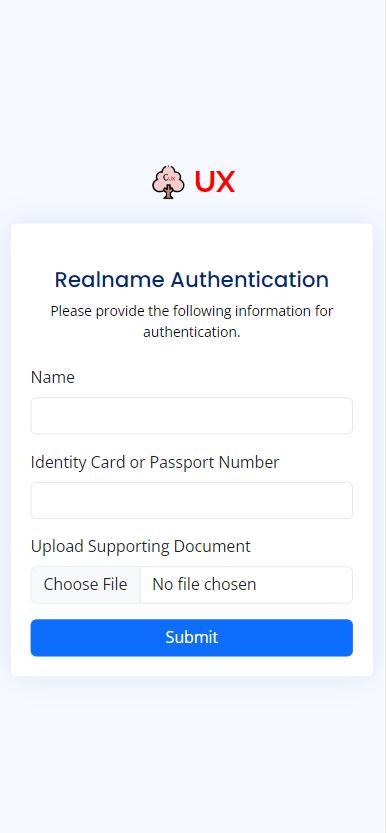 UX
Realname Authentication
Please provide the following information for
authentication.
Name
Identity Card or Passport Number
Upload Supporting Document
Choose File No file chosen
Submit